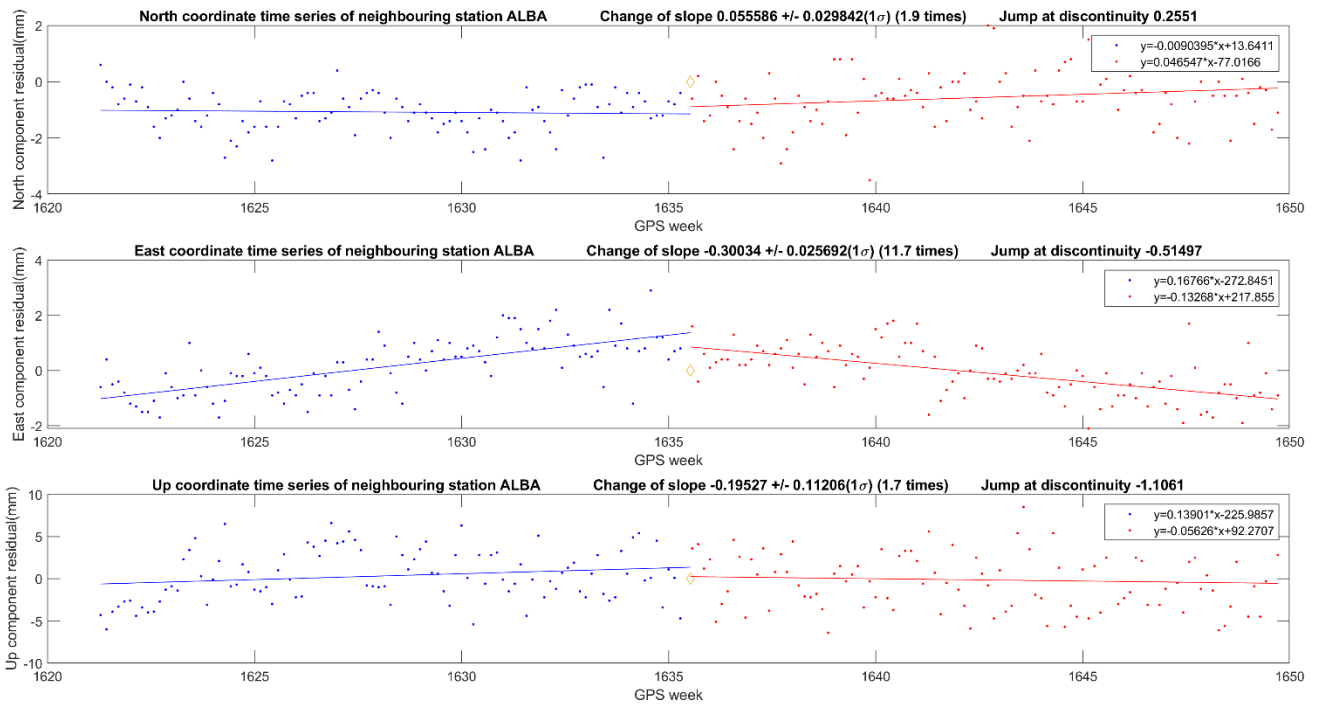 North coordinate time series of neighbouring station ALBA Change of slope 0.055586 +/- 0.029842(1σ) (1.9 times) Jump at discontinuity 0.2551
North component residual(mm)
2
0
-2
-4
y=-0.0090395*x+13.6411
y=0.046547*x-77.0166
1620 1625 1630 1635 1640 1645 1650
GPS week
East coordinate time series of neighbouring station ALBA Change of slope -0.30034 +/- 0.025692(1σ) (11.7 times) Jump at discontinuity -0.51497
East component residual(mm)
4
2
0
-2
y=0.16766*x-272.8451
y=-0.13268*x+217.855
1620 1625 1630 1635 1640 1645 1650
GPS week
Up coordinate time series of neighbouring station ALBA Change of slope -0.19527 +/- 0.11206(1σ) (1.7 times) Jump at discontinuity -1.1061
Up component residual(mm)
10
5
0
-5
-10
y=0.13901*x-225.9857
y=-0.05626*x+92.2707
1620 1625 1630 1635 1640 1645 1650
GPS week